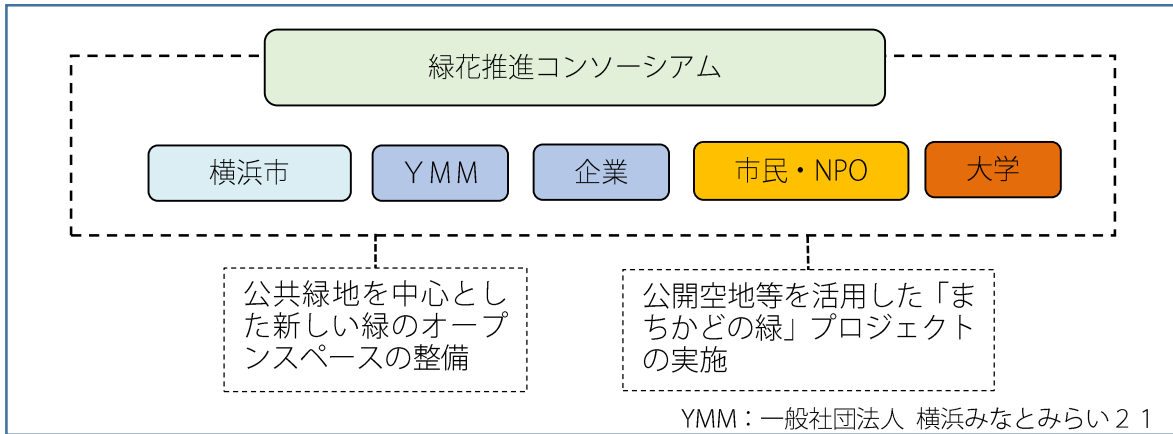 緑花推進コンソーシアム
横浜市
ＹＭＭ
企業
市民・NPO
大学
公共緑地を中心とし
た新しい緑のオープ
ンスペースの整備
公開空地等を活用した「ま
ちかどの緑」プロジェクト
の実施
YMM：一般社団法人 横浜みなとみらい２１